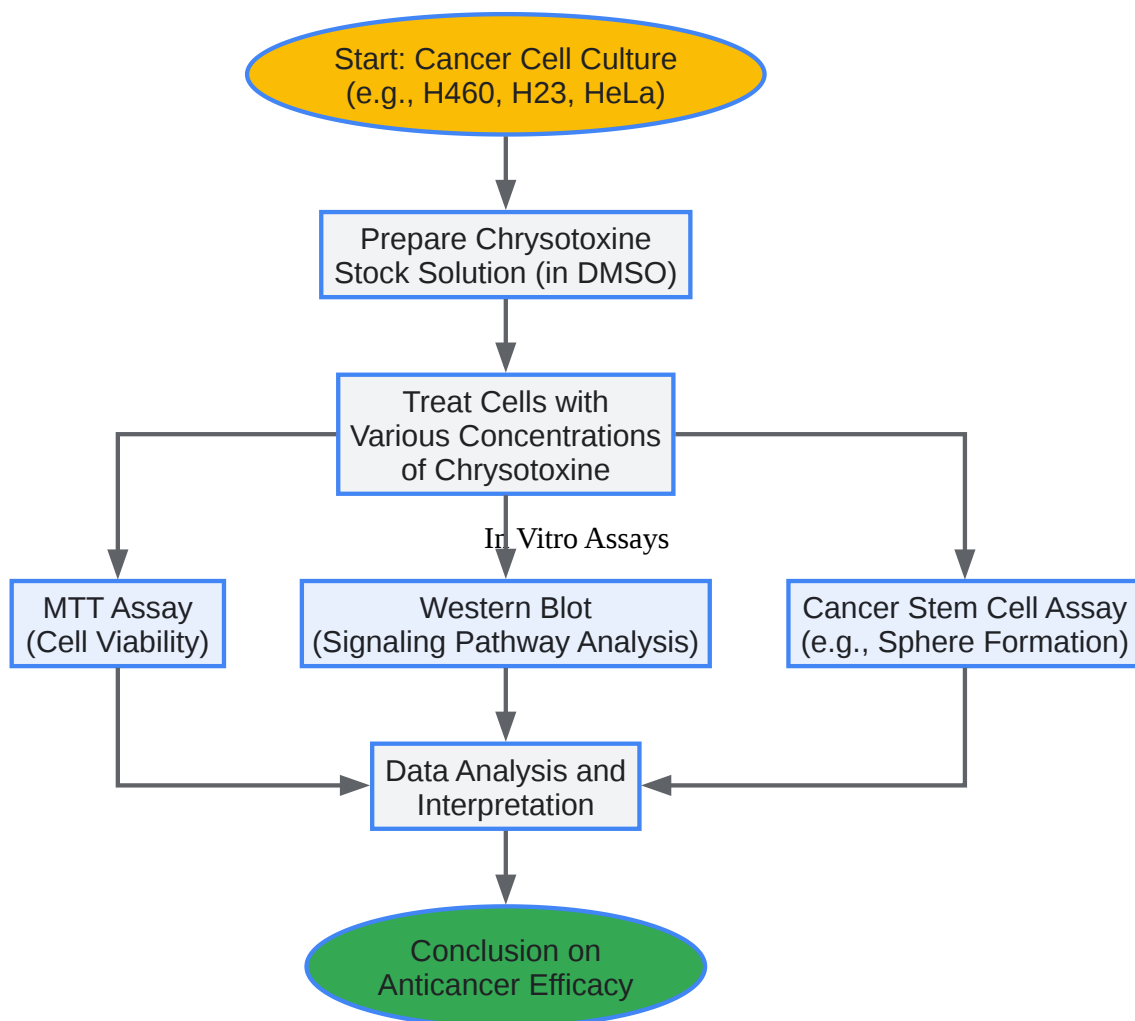 Start: Cancer Cell Culture
(e.g., H460, H23, HeLa)
Prepare Chrysotoxine
Stock Solution (in DMSO)
Treat Cells with
Various Concentrations
of Chrysotoxine
In Vitro Assays
MTT Assay
(Cell Viability)
Western Blot
(Signaling Pathway Analysis)
Cancer Stem Cell Assay
(e.g., Sphere Formation)
Data Analysis and
Interpretation
Conclusion on
Anticancer Efficacy